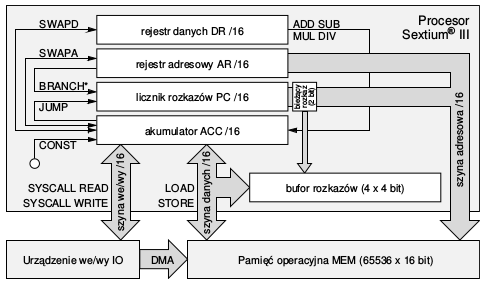 Procesor
Sextium® III
SWAPD
rejestr danych DR /16
ADD SUB
MUL DIV
SWAPA
rejestr adresowy AR /16
BRANCH*
JUMP
licznik rozkazów PC /16
bieżący
rozkaz
(2 bit)
CONST
akumulator ACC /16
szyna adresowa /16
SYSCALL READ
SYSCALL WRITE
szyna we/wy /16
LOAD
STORE
szyna danych /16
bufor rozkazów (4 x 4 bit)
Urządzenie we/wy IO
DMA
Pamięć operacyjna MEM (65536 x 16 bit)